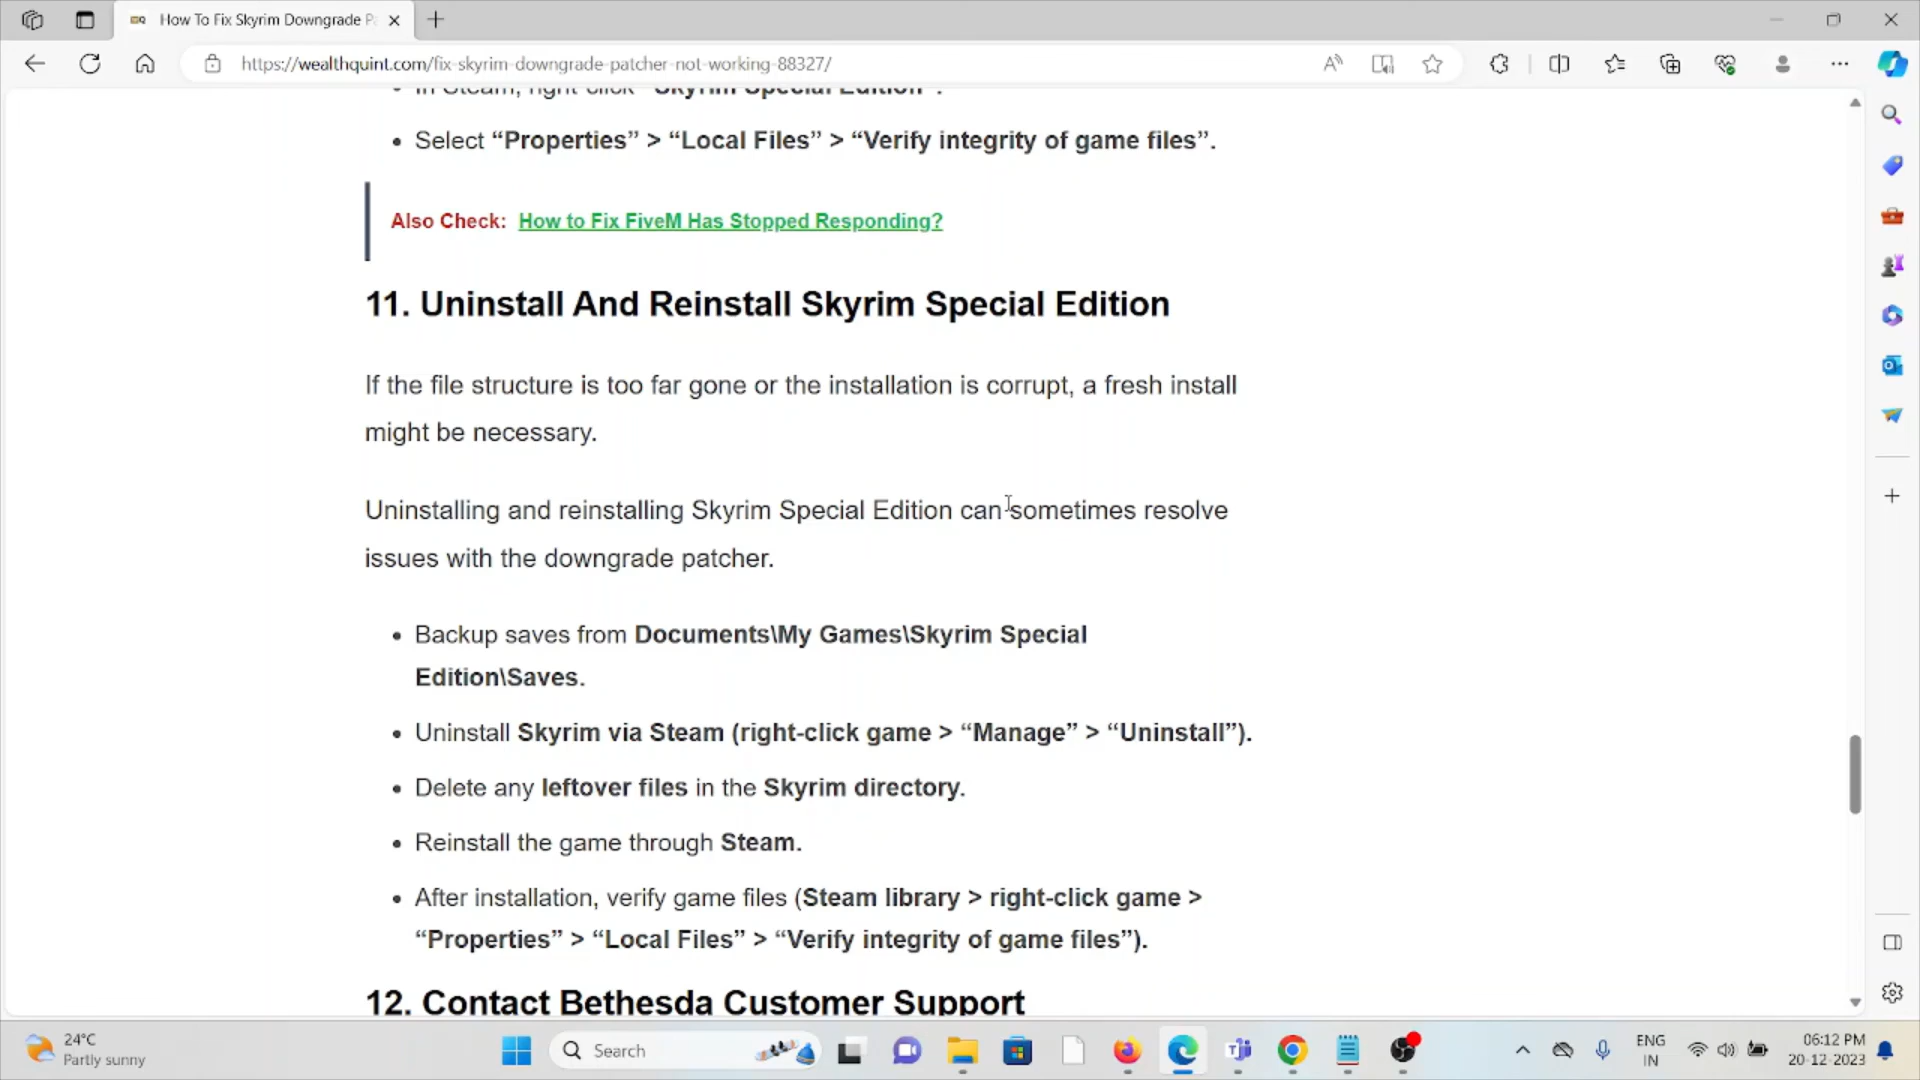 How To Fix Skyrim Downgrade P
https://wealthquint.com/fix-skyrim-downgrade-patcher-not-working-88327/
In Steam, right-click “Skyrim Special Edition”.
Select “Properties” > “Local Files” > “Verify integrity of game files”.
Also Check: How to Fix FiveM Has Stopped Responding?
11. Uninstall And Reinstall Skyrim Special Edition
If the file structure is too far gone or the installation is corrupt, a fresh install
might be necessary.
Uninstalling and reinstalling Skyrim Special Edition can sometimes resolve
issues with the downgrade patcher.
Backup saves from Documents\My Games\Skyrim Special
Edition\Saves.
Uninstall Skyrim via Steam (right-click game > “Manage” > “Uninstall”).
Delete any leftover files in the Skyrim directory.
Reinstall the game through Steam.
After installation, verify game files (Steam library > right-click game >
“Properties” > “Local Files” > “Verify integrity of game files”).
12. Contact Bethesda Customer Support
24°C
Partly sunny
Search
ENG
IN
06:12 PM
20-12-2023